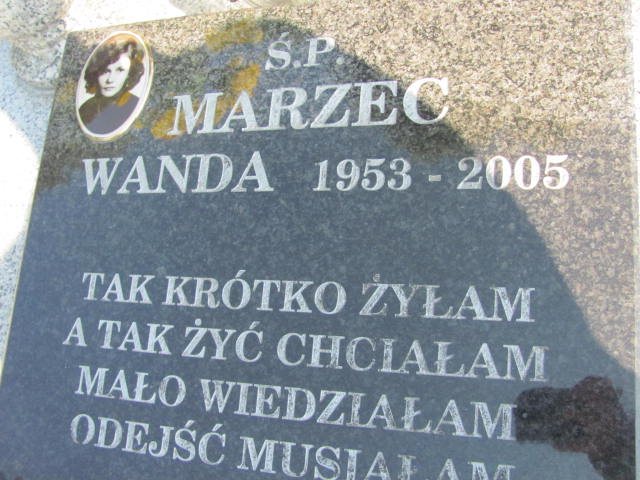 Ś.P.
MARZEC
WANDA 1953 - 2005
TAK KRÓTKO ŻYŁAM
A TAK ŻYĆ CHCIAŁAM
MAŁO WIEDZIAŁAM
ODEJŚĆ MUSIAŁAM